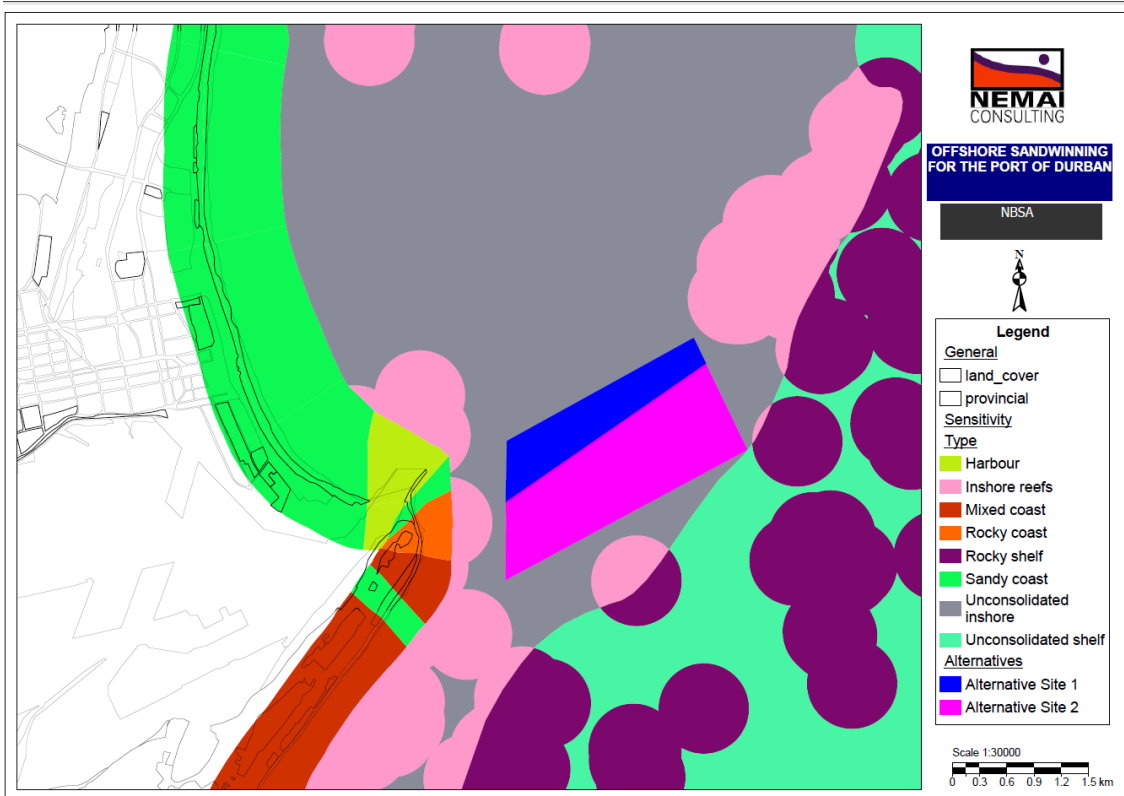 NEMAI
CONSULTING
OFFSHORE SANDWINNING
FOR THE PORT OF DURBAN
NBSA
N
Legend
General
land_cover
provincial
Sensitivity
Type
Harbour
Inshore reefs
Mixed coast
Rocky coast
Rocky shelf
Sandy coast
Unconsolidated
inshore
Unconsolidated shelf
Alternatives
Alternative Site 1
Alternative Site 2
Scale 1:30000
0 0.3 0.6 0.9 1.2 1.5 km